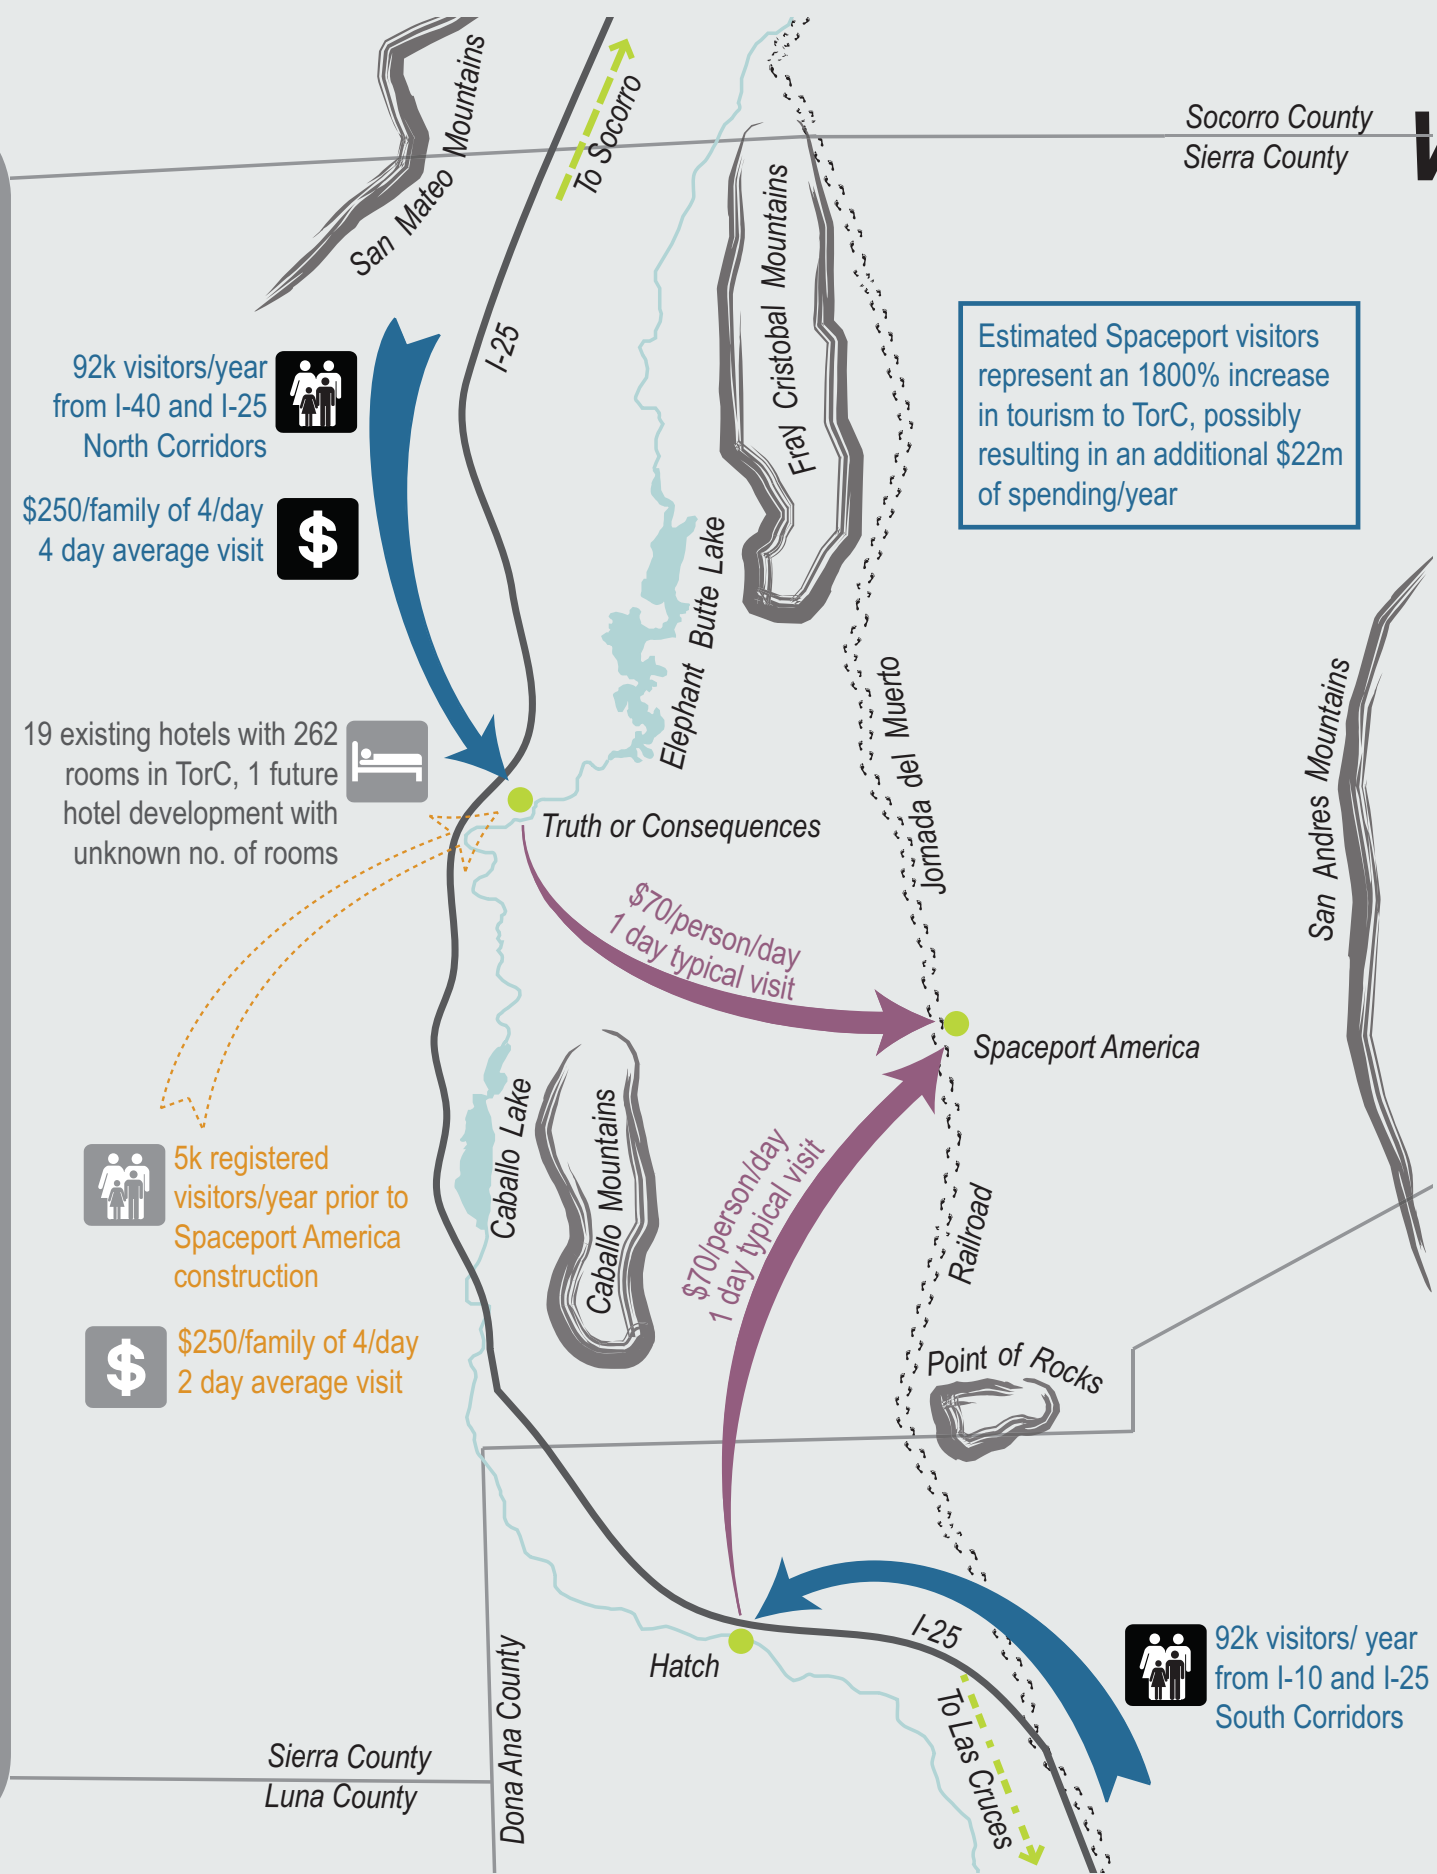 San Mateo Mountains
To Socorro
Socorro County
Sierra County
I-25
Fray Cristobal Mountains
92k visitors/year
from I-40 and I-25
North Corridors
$250/family of 4/day
4 day average visit
Estimated Spaceport visitors
represent an 1800% increase
in tourism to TorC, possibly
resulting in an additional $22m
of spending/year
Elephant Butte Lake
San Andres Mountains
19 existing hotels with 262
rooms in TorC, 1 future
hotel development with
unknown no. of rooms
Truth or Consequences
Jornada del Muerto
$70/person/day
1 day typical visit
Spaceport America
Caballo Lake
Caballo Mountains
5k registered
visitors/year prior to
Spaceport America
construction
$250/family of 4/day
2 day average visit
$70/person/day
1 day typical visit
Railroad
Point of Rocks
Hatch
I-25
To Las Cruces
92k visitors/ year
from I-10 and I-25
South Corridors
Sierra County
Luna County
Dona Ana County